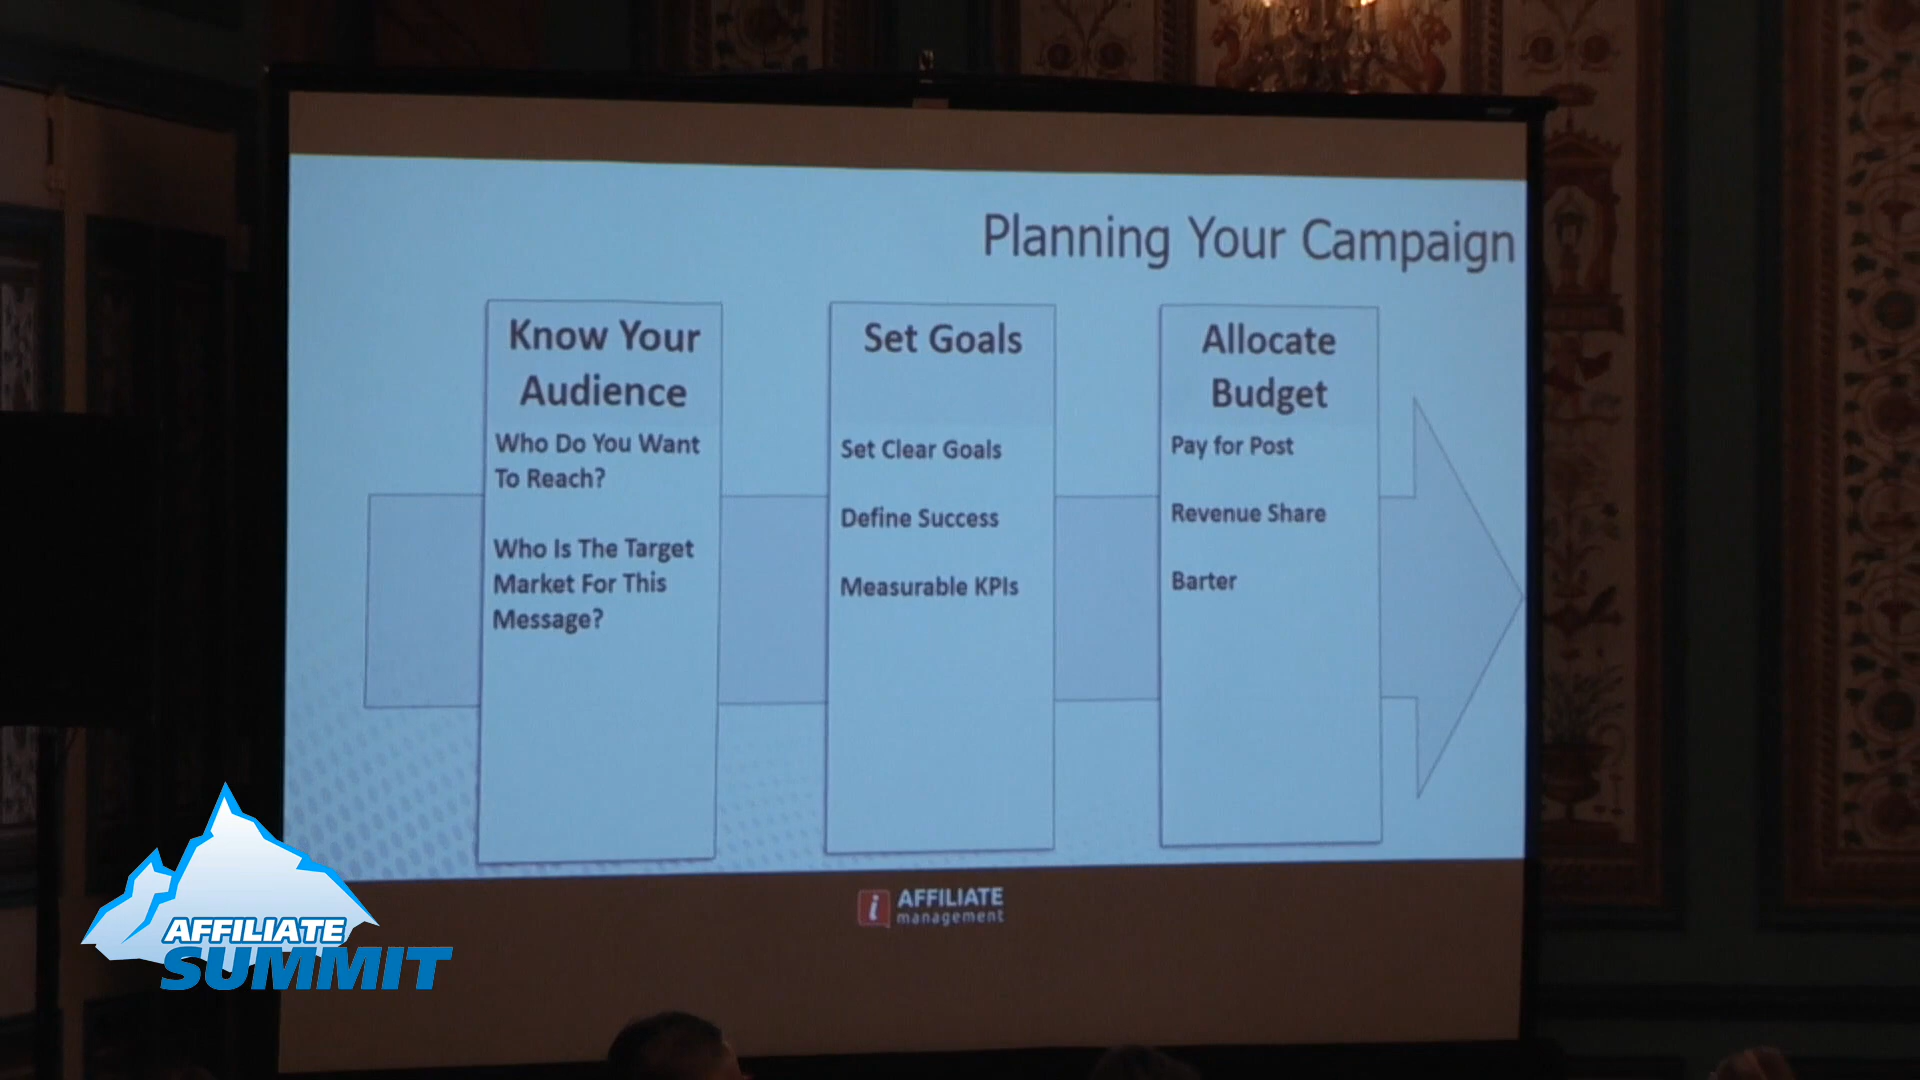 Planning Your Campaign
Know Your
Audience
Who Do You Want
To Reach?
Who Is The Target
Market For This
Message?
Set Goals
Set Clear Goals
Define Success
Measurable KPIs
Allocate
Budget
Pay for Post
Revenue Share
Barter
i AFFILIATE
management
AFFILIATE
SUMMIT